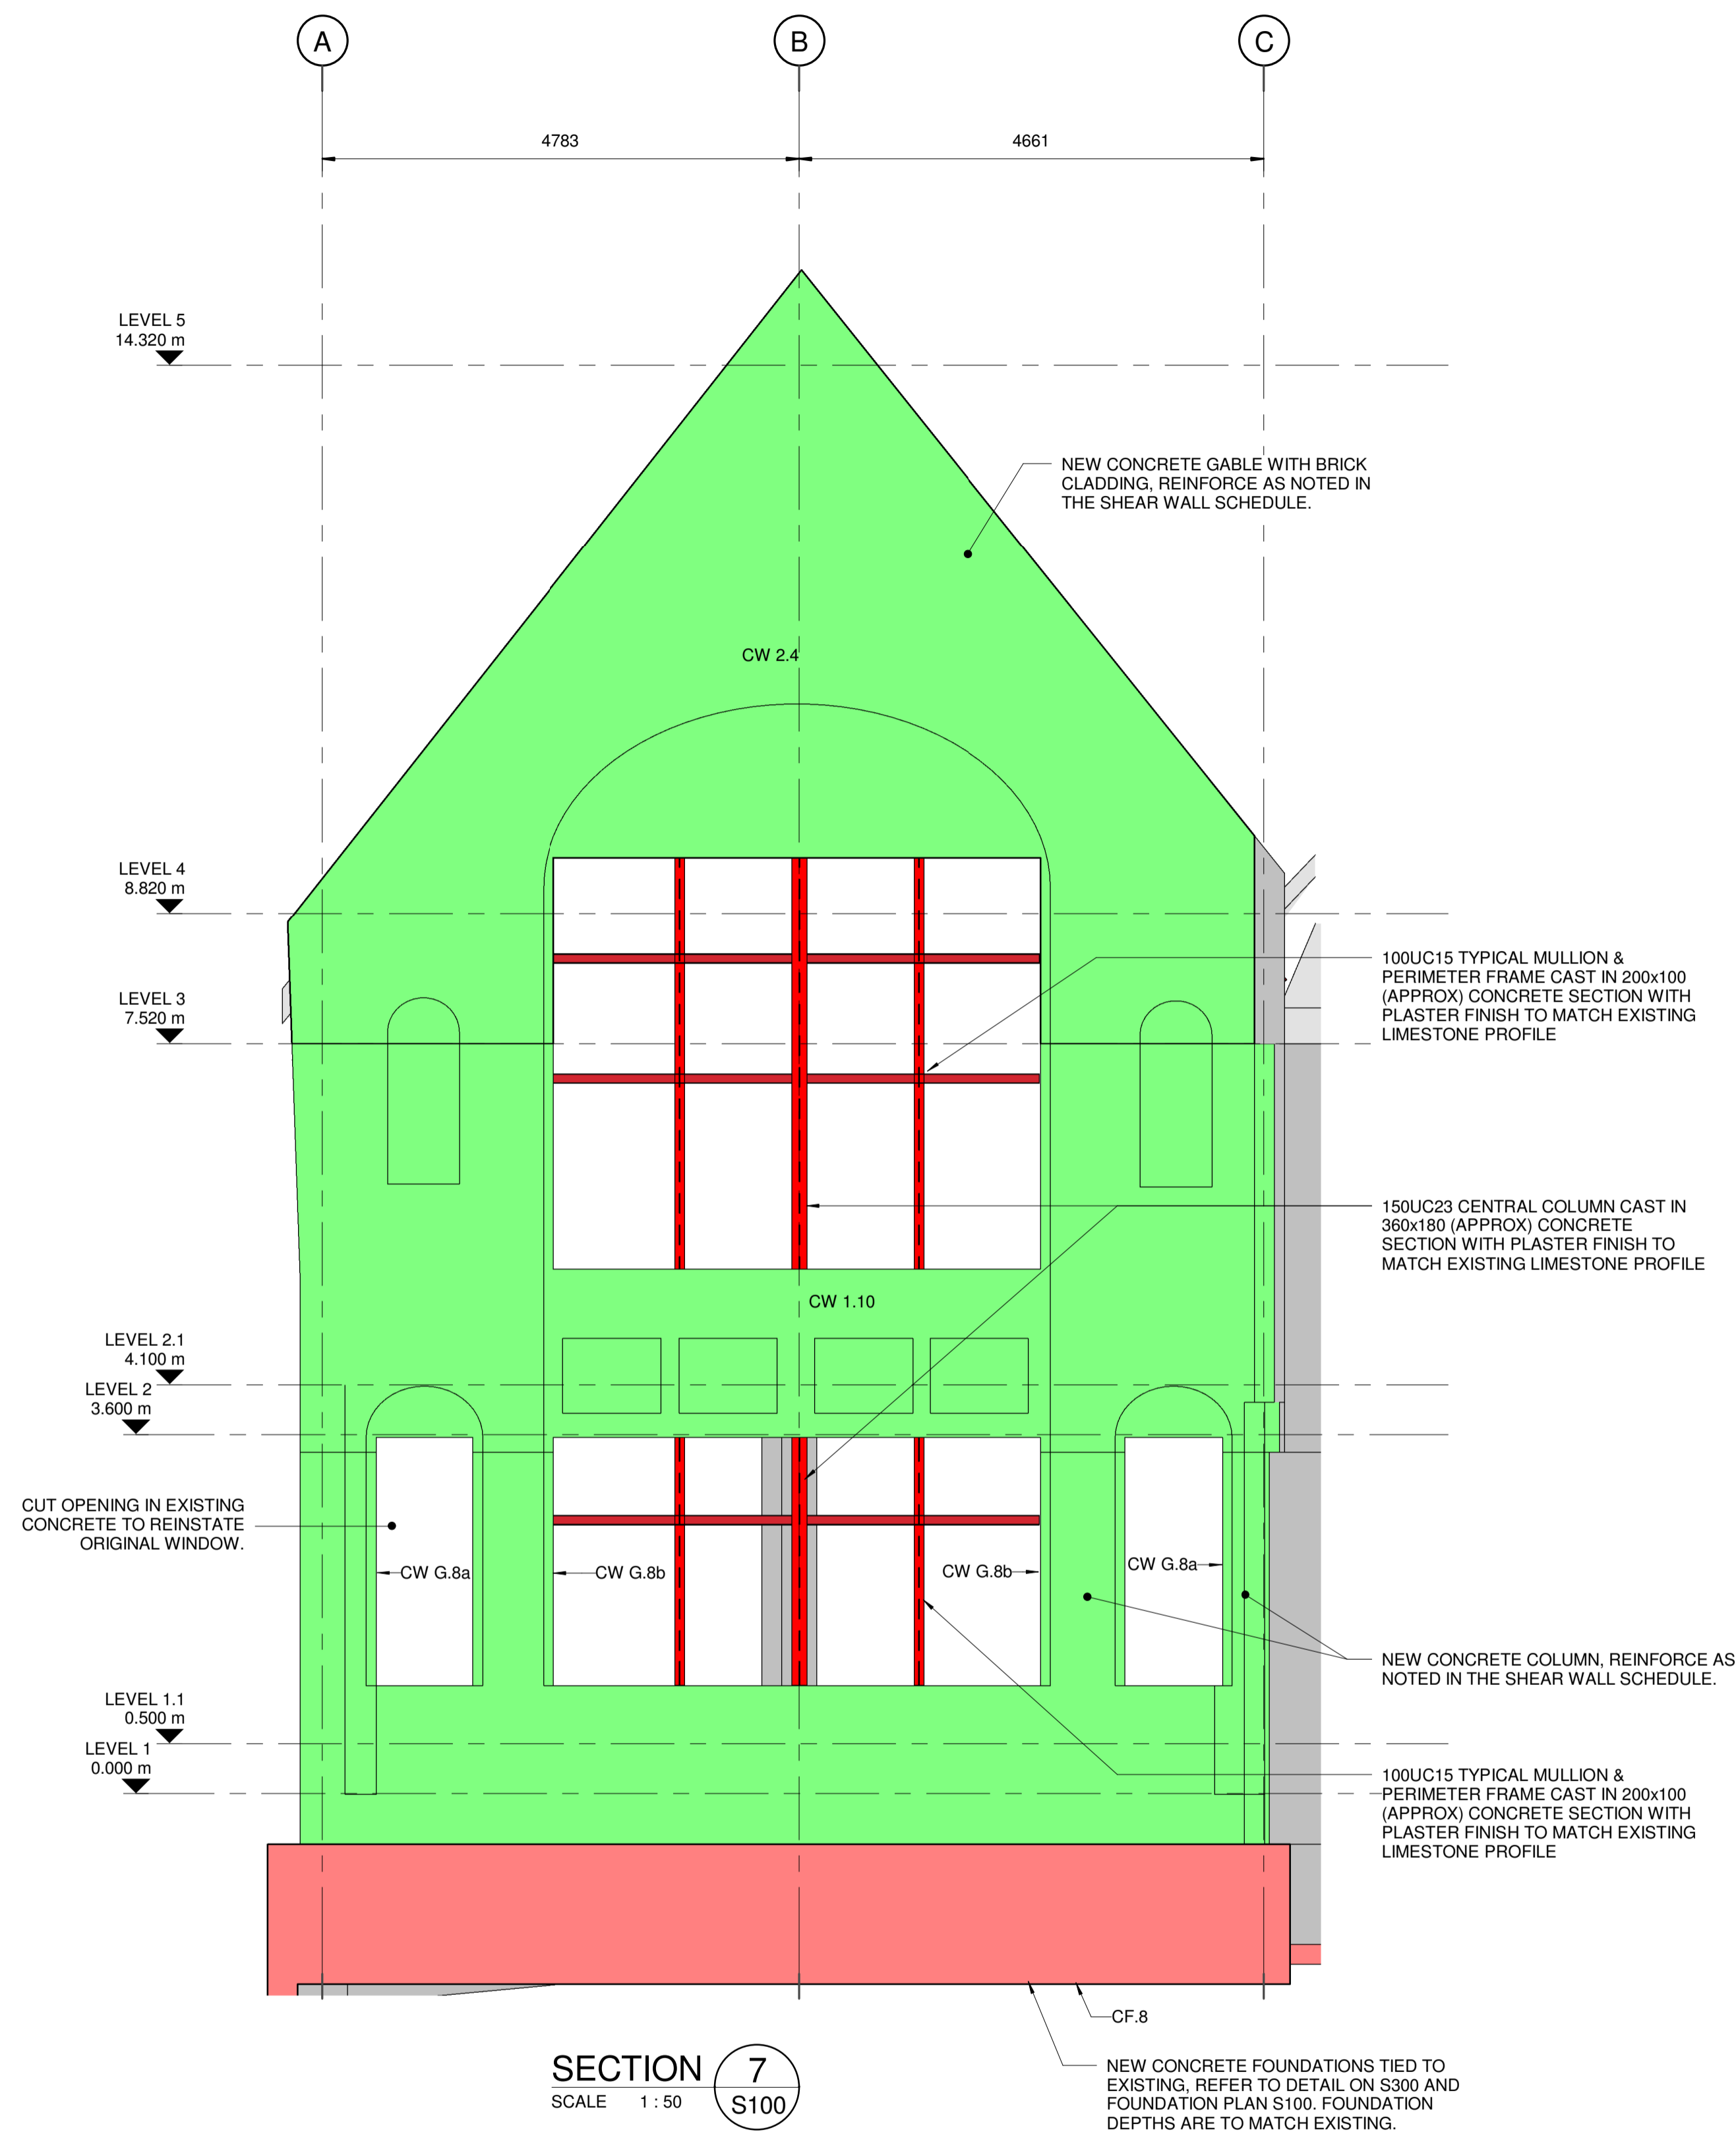 A
B
C
4783
4661
LEVEL 5
14.320 m
NEW CONCRETE GABLE WITH BRICK
CLADDING, REINFORCE AS NOTED IN
THE SHEAR WALL SCHEDULE.
CW 2.4
LEVEL 4
8.820 m
100UC15 TYPICAL MULLION &
PERIMETER FRAME CAST IN 200x100
(APPROX) CONCRETE SECTION WITH
PLASTER FINISH TO MATCH EXISTING
LIMESTONE PROFILE
LEVEL 3
7.520 m
150UC23 CENTRAL COLUMN CAST IN
360x180 (APPROX) CONCRETE
SECTION WITH PLASTER FINISH TO
MATCH EXISTING LIMESTONE PROFILE
CW 1.10
LEVEL 2.1
4.100 m
LEVEL 2
3.600 m
CUT OPENING IN EXISTING
CONCRETE TO REINSTATE
ORIGINAL WINDOW.
CW G.8a
CW G.8b
CW G.8b
CW G.8a
NEW CONCRETE COLUMN, REINFORCE AS
NOTED IN THE SHEAR WALL SCHEDULE.
LEVEL 1.1
0.500 m
LEVEL 1
0.000 m
100UC15 TYPICAL MULLION &
PERIMETER FRAME CAST IN 200x100
(APPROX) CONCRETE SECTION WITH
PLASTER FINISH TO MATCH EXISTING
LIMESTONE PROFILE
CF.8
NEW CONCRETE FOUNDATIONS TIED TO
EXISTING, REFER TO DETAIL ON S300 AND
FOUNDATION PLAN S100. FOUNDATION
DEPTHS ARE TO MATCH EXISTING.
SECTION 7
SCALE 1 : 50 S100